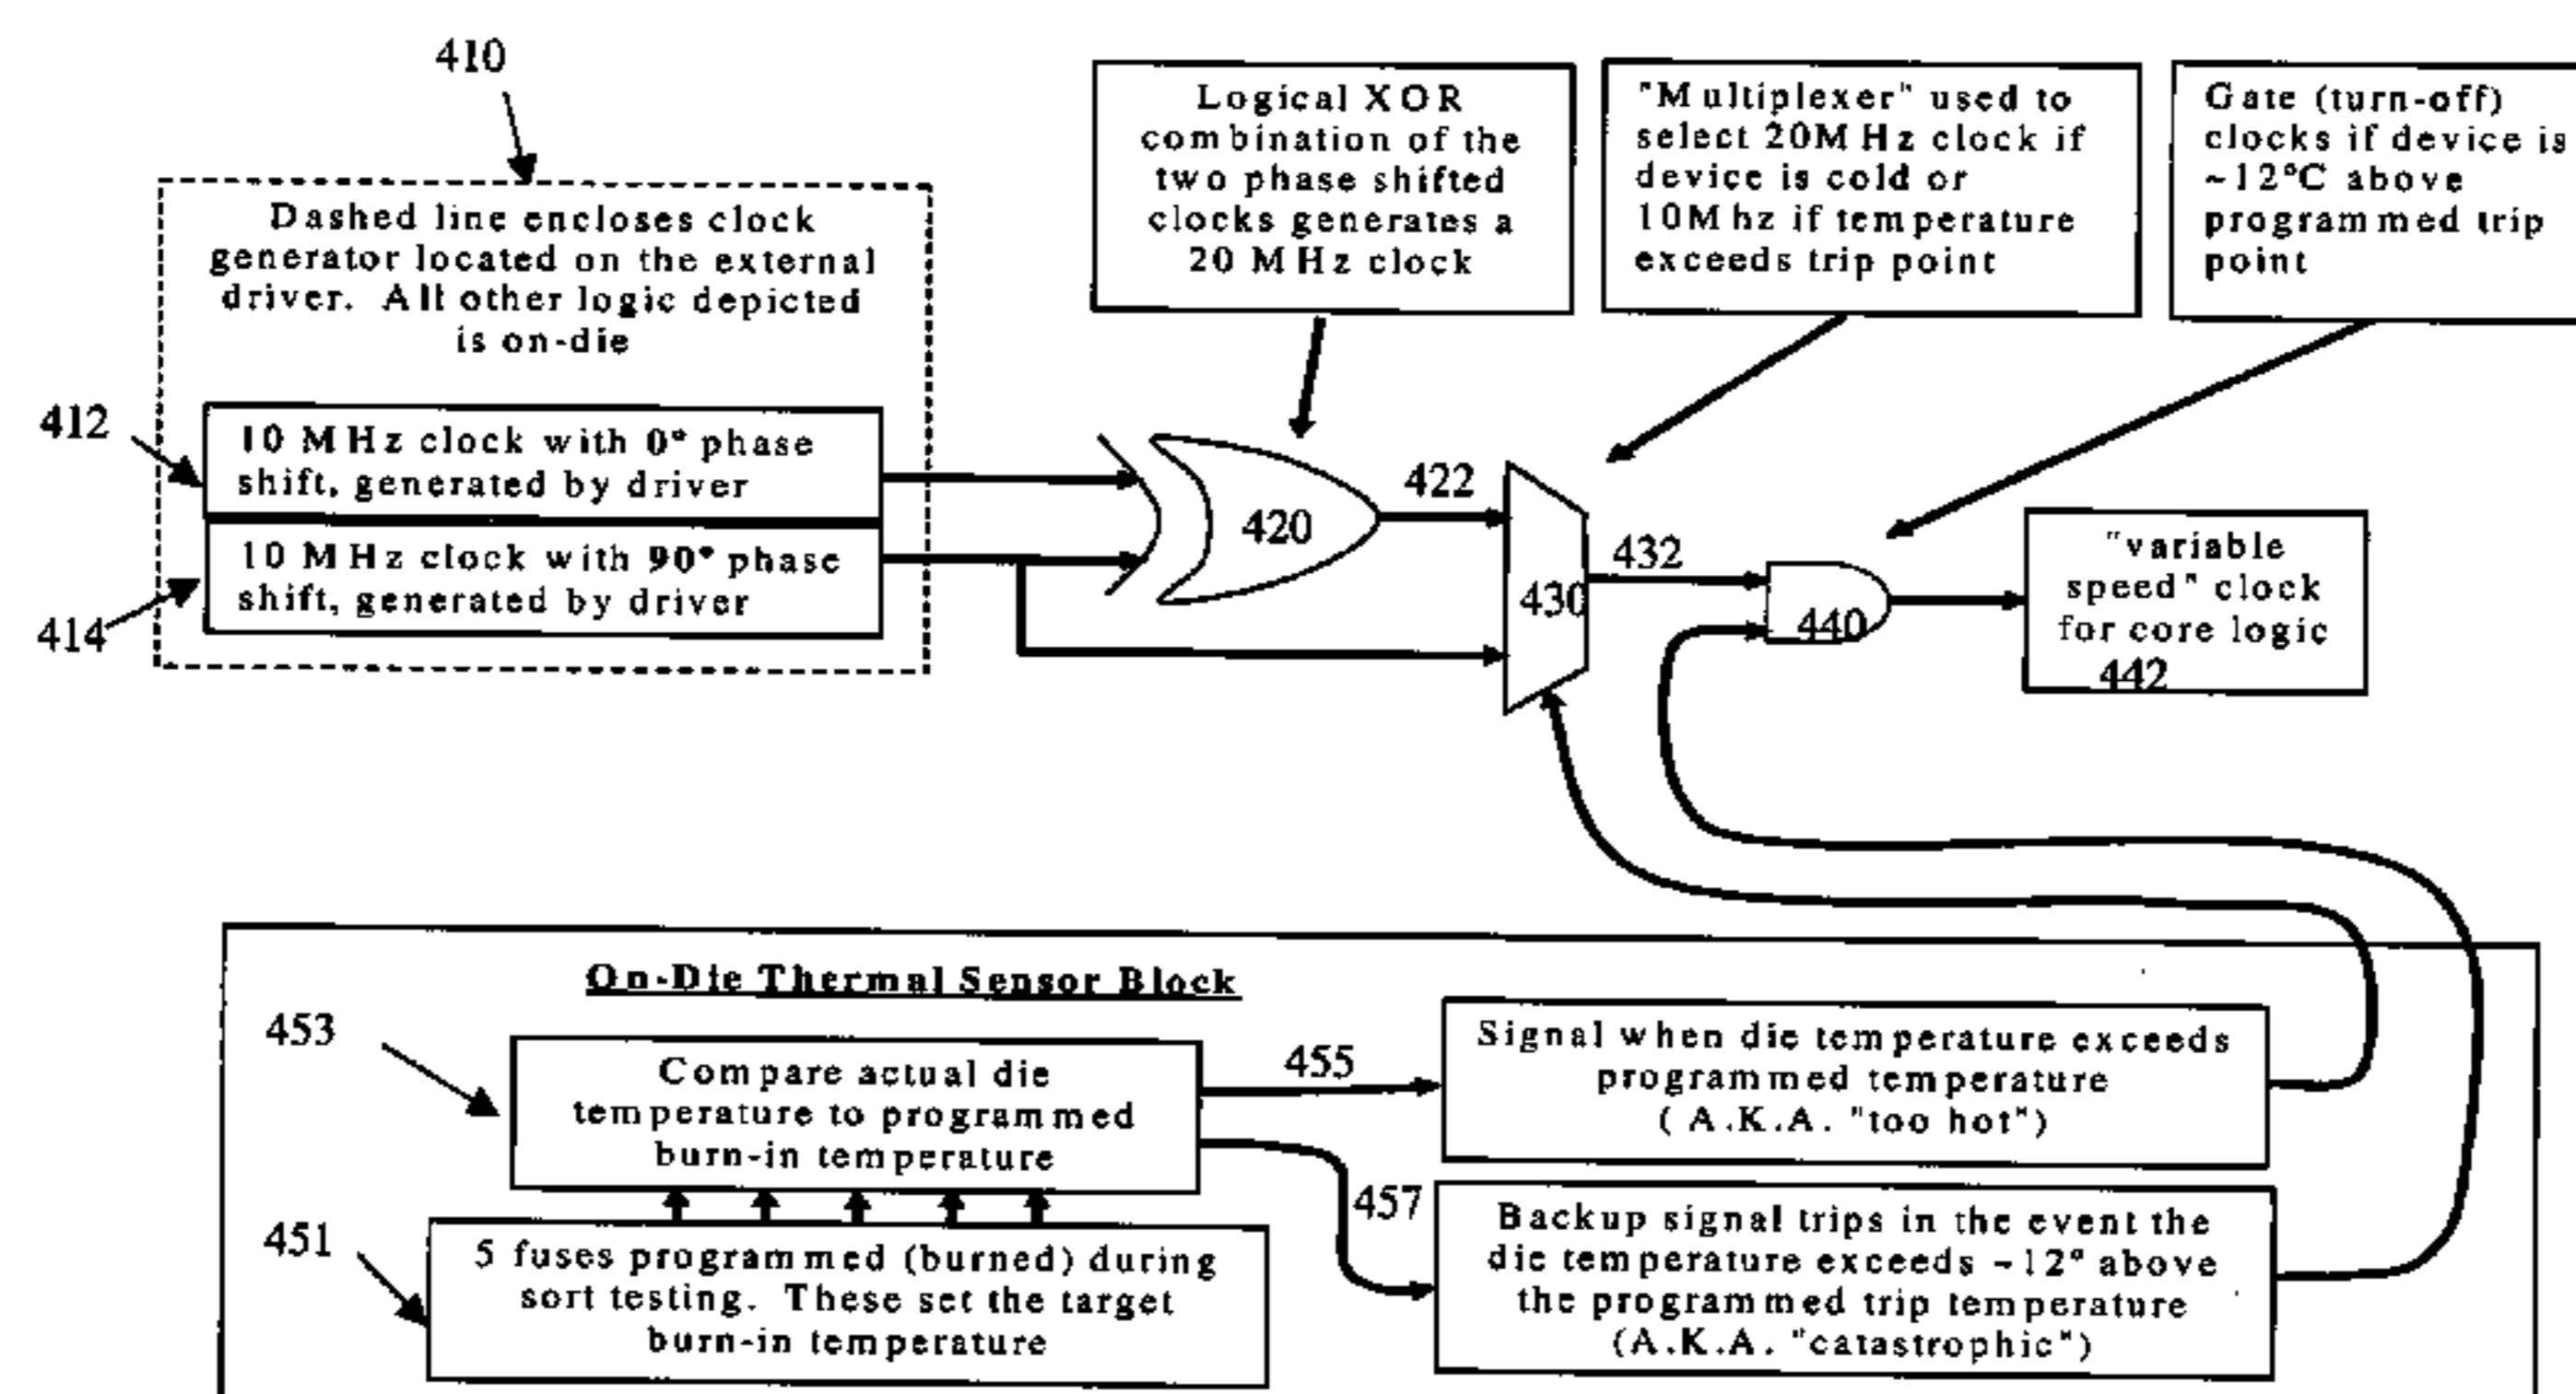 410
Dashed line encloses clock
generator located on the external
driver. All other logic depicted
is on-die
412
10 MHz clock with 0° phase
shift, generated by driver
414
10 MHz clock with 90° phase
shift, generated by driver
Logical XOR
combination of the
two phase shifted
clocks generates a
20 MHz clock
"Multiplexer" used to
select 20MHz clock if
device is cold or
10Mhz if temperature
exceeds trip point
Gate (turn-off)
clocks if device is
~12°C above
programmed trip
point
420
422
430
432
440
"variable
speed" clock
for core logic
442
On-Die Thermal Sensor Block
453
Compare actual die
temperature to programmed
burn-in temperature
455
Signal when die temperature exceeds
programmed temperature
( A.K.A. "too hot")
451
5 fuses programmed (burned) during
sort testing. These set the target
burn-in temperature
457
Backup signal trips in the event the
die temperature exceeds ~12° above
the programmed trip temperature
(A.K.A. "catastrophic")